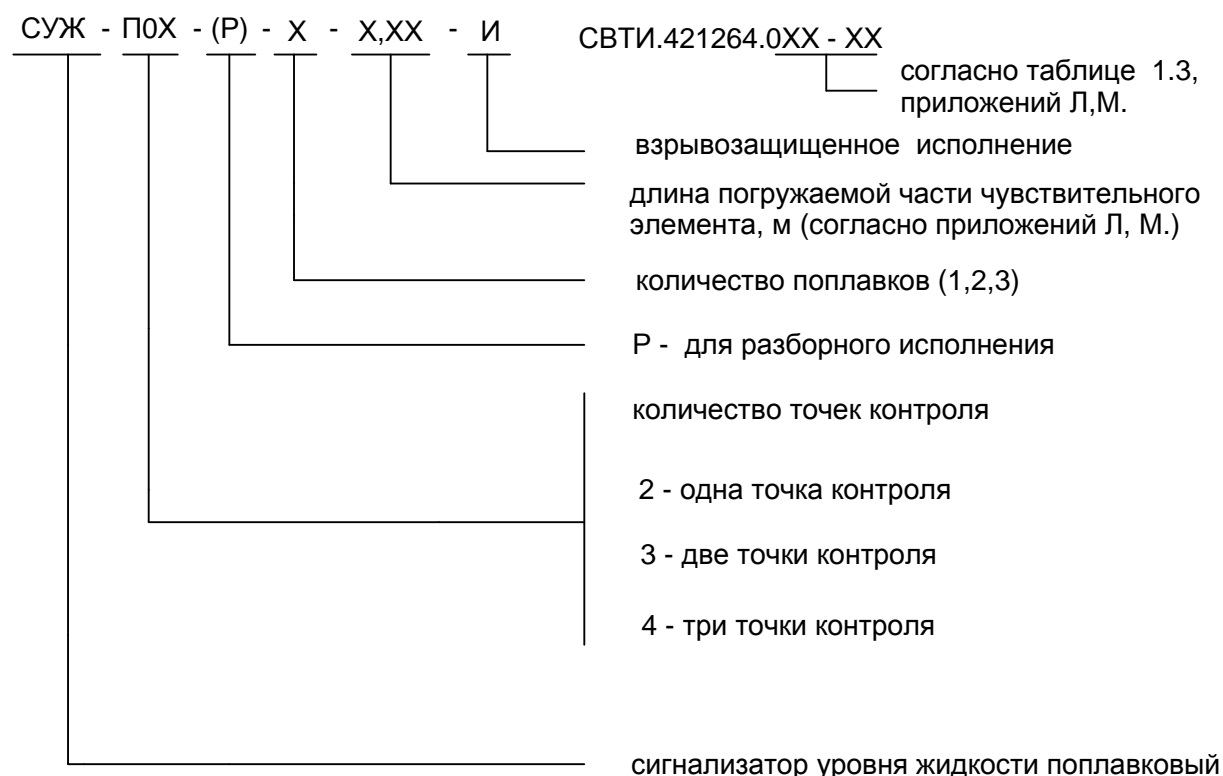 СУЖ - П0Х - (Р) - Х - Х,ХХ - И СВТИ.421264.0ХХ - ХХ
согласно таблице 1.3,
приложений Л,М.
взрывозащищенное исполнение
длина погружаемой части чувствительного
элемента, м (согласно приложений Л, М.)
количество поплавков (1,2,3)
Р - для разборного исполнения
количество точек контроля
2 - одна точка контроля
3 - две точки контроля
4 - три точки контроля
сигнализатор уровня жидкости поплавковый